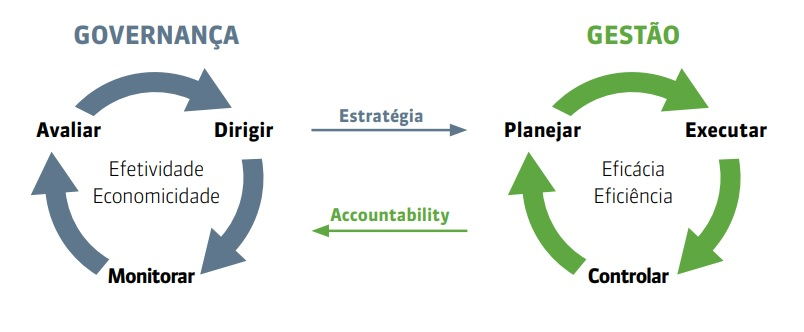 GOVERNANÇA
Avaliar
Dirigir
Efetividade
Economicidade
Monitorar
Estratégia
Accountability
GESTÃO
Planejar
Executar
Eficácia
Eficiência
Controlar